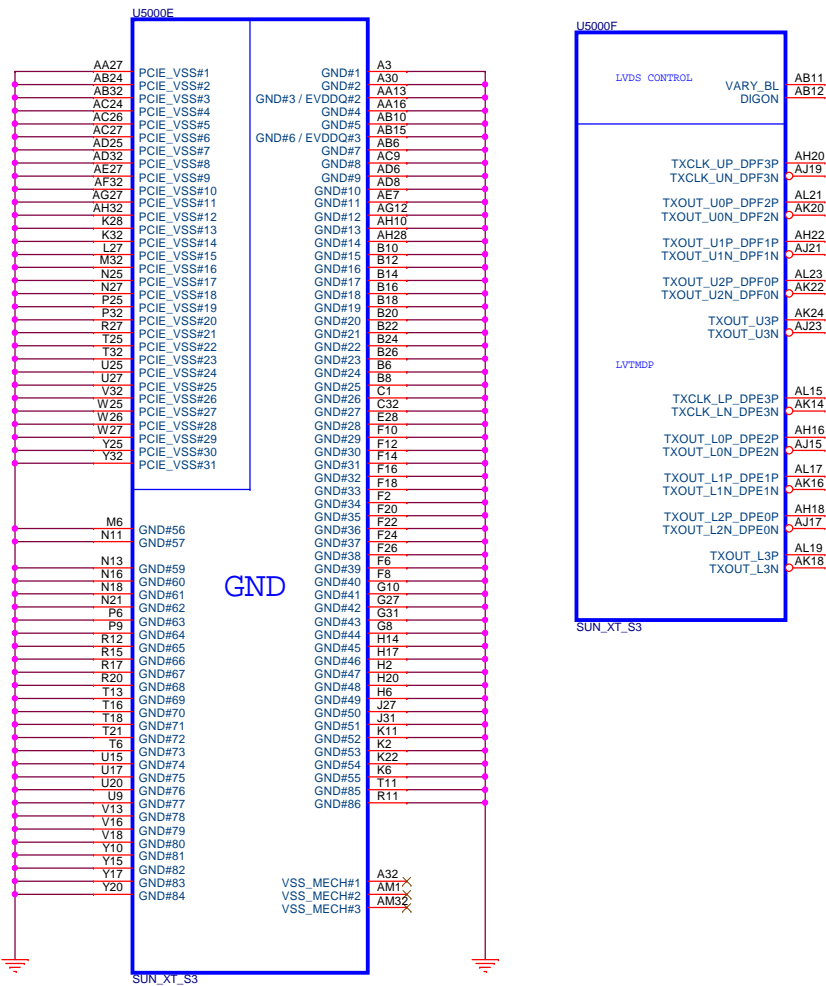 U5000E
AA27 PCIE_VSS#1
AB24 PCIE_VSS#2
AB32 PCIE_VSS#3
AC24 PCIE_VSS#4
AC26 PCIE_VSS#5
AC27 PCIE_VSS#6
AD25 PCIE_VSS#7
AD32 PCIE_VSS#8
AE27 PCIE_VSS#9
AF32 PCIE_VSS#10
AG27 PCIE_VSS#11
AH32 PCIE_VSS#12
K28 PCIE_VSS#13
K32 PCIE_VSS#14
L27 PCIE_VSS#15
M32 PCIE_VSS#16
N25 PCIE_VSS#17
N27 PCIE_VSS#18
P25 PCIE_VSS#19
P32 PCIE_VSS#20
R27 PCIE_VSS#21
T25 PCIE_VSS#22
T32 PCIE_VSS#23
U25 PCIE_VSS#24
U27 PCIE_VSS#25
V32 PCIE_VSS#26
W25 PCIE_VSS#27
W26 PCIE_VSS#28
W27 PCIE_VSS#29
Y25 PCIE_VSS#30
Y32 PCIE_VSS#31
M6 GND#56
N11 GND#57
N13 GND#59
N16 GND#60
N18 GND#61
N21 GND#62
P6 GND#63
P9 GND#64
R12 GND#65
R15 GND#66
R17 GND#67
R20 GND#68
T13 GND#69
T16 GND#70
T18 GND#71
T21 GND#72
T6 GND#73
U15 GND#74
U17 GND#75
U20 GND#76
U9 GND#77
V13 GND#78
V16 GND#79
V18 GND#80
Y10 GND#81
Y15 GND#82
Y17 GND#83
Y20 GND#84
GND
GND#1 A3
GND#2 A30
GND#3 / EVDDQ#2 AA13
GND#4 AA16
GND#5 AB10
GND#6 / EVDDQ#3 AB15
GND#7 AB6
GND#8 AC9
GND#9 AD6
GND#10 AD8
GND#11 AE7
GND#12 AG12
GND#13 AH10
GND#14 AH28
GND#15 B10
GND#16 B12
GND#17 B14
GND#18 B16
GND#19 B18
GND#20 B20
GND#21 B22
GND#22 B24
GND#23 B26
GND#24 B6
GND#25 B8
GND#26 C1
GND#27 C32
GND#28 E28
GND#29 F10
GND#30 F12
GND#31 F14
GND#32 F16
GND#33 F18
GND#34 F2
GND#35 F20
GND#36 F22
GND#37 F24
GND#38 F26
GND#39 F6
GND#40 F8
GND#41 G10
GND#42 G27
GND#43 G31
GND#44 G8
GND#45 H14
GND#46 H17
GND#47 H2
GND#48 H20
GND#49 H6
GND#50 J27
GND#51 J31
GND#52 K11
GND#53 K2
GND#54 K22
GND#55 K6
GND#85 T11
GND#86 R11
VSS_MECH#1 A32
VSS_MECH#2 AM1
VSS_MECH#3 AM32
SUN_XT_S3
U5000F
LVDS CONTROL
VARY_BL AB11
DIGON AB12
TXCLK_UP_DPF3P AH20
TXCLK_UN_DPF3N AJ19
TXOUT_U0P_DPF2P AL21
TXOUT_U0N_DPF2N AK20
TXOUT_U1P_DPF1P AH22
TXOUT_U1N_DPF1N AJ21
TXOUT_U2P_DPF0P AL23
TXOUT_U2N_DPF0N AK22
TXOUT_U3P AK24
TXOUT_U3N AJ23
LVTMDP
TXCLK_LP_DPE3P AL15
TXCLK_LN_DPE3N AK14
TXOUT_L0P_DPE2P AH16
TXOUT_L0N_DPE2N AJ15
TXOUT_L1P_DPE1P AL17
TXOUT_L1N_DPE1N AK16
TXOUT_L2P_DPE0P AH18
TXOUT_L2N_DPE0N AJ17
TXOUT_L3P AL19
TXOUT_L3N AK18
SUN_XT_S3